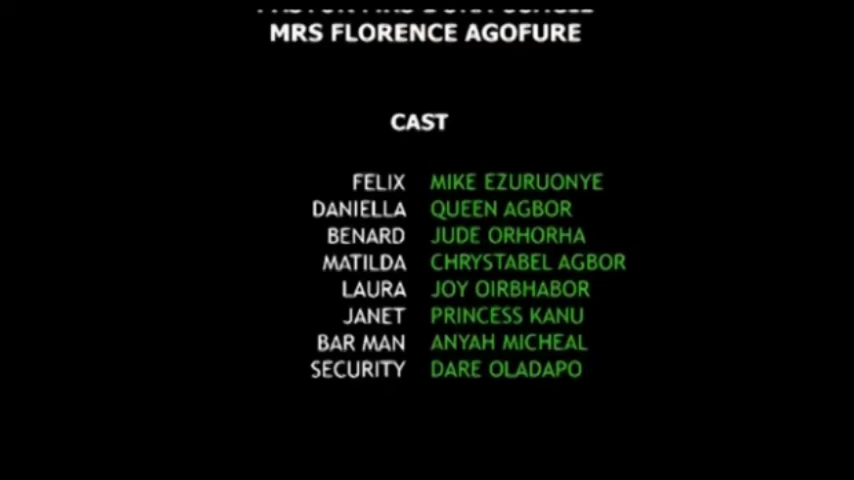 MRS FLORENCE AGOFURE
CAST
FELIX MIKE EZURUONYE
DANIELLA QUEEN AGBOR
BENARD JUDE ORHORHA
MATILDA CHRYSTABEL AGBOR
LAURA JOY OIRBHABOR
JANET PRINCESS KANU
BAR MAN ANYAH MICHEAL
SECURITY DARE OLADAPO